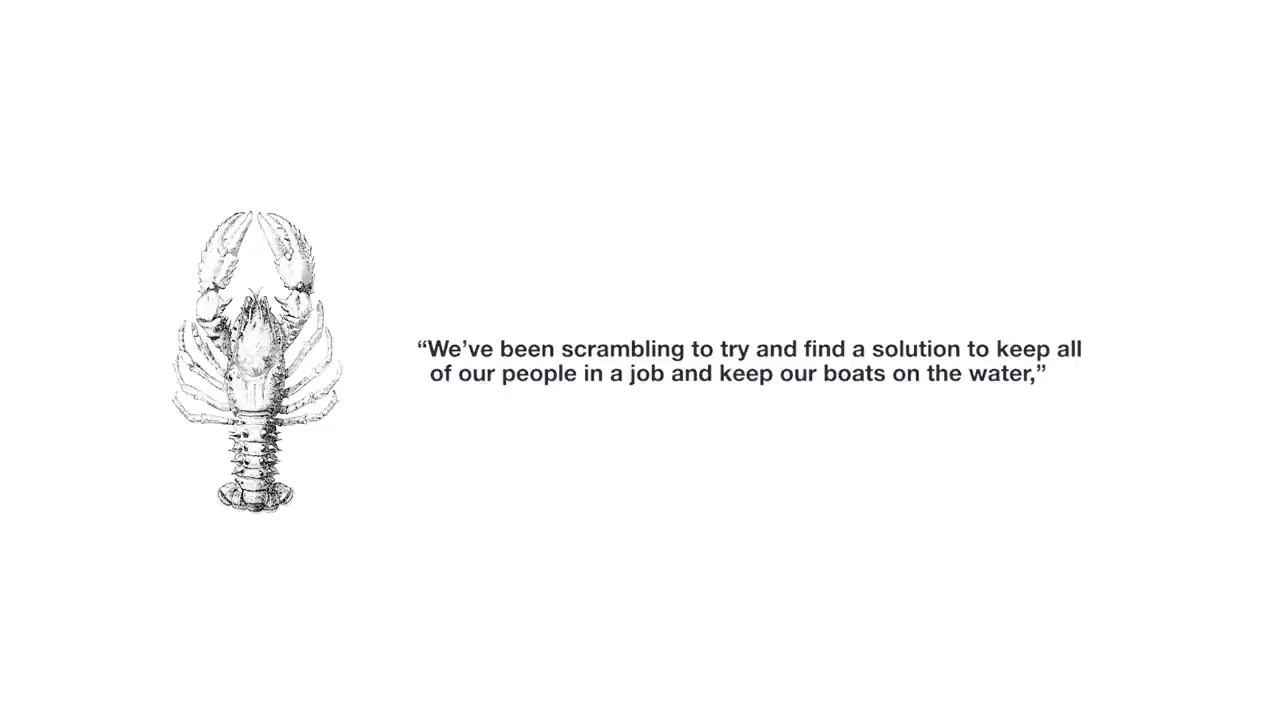 “We’ve been scrambling to try and find a solution to keep all
of our people in a job and keep our boats on the water,”